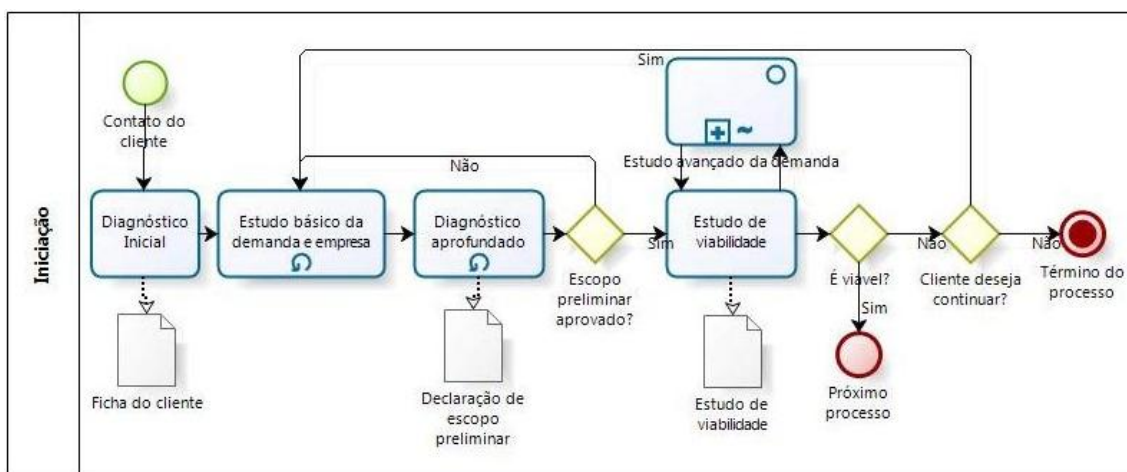 Iniciação
Contato do
cliente
Diagnóstico
Inicial
Ficha do cliente
Estudo básico da
demanda e empresa
Diagnóstico
aprofundado
Declaração de
escopo
preliminar
Não
Escopo
preliminar
aprovado?
Sim
Sim
Estudo avançado da demanda
Estudo de
viabilidade
Estudo de
viabilidade
É viável?
Sim
Próximo
processo
Não
Cliente deseja
continuar?
Não
Término do
processo